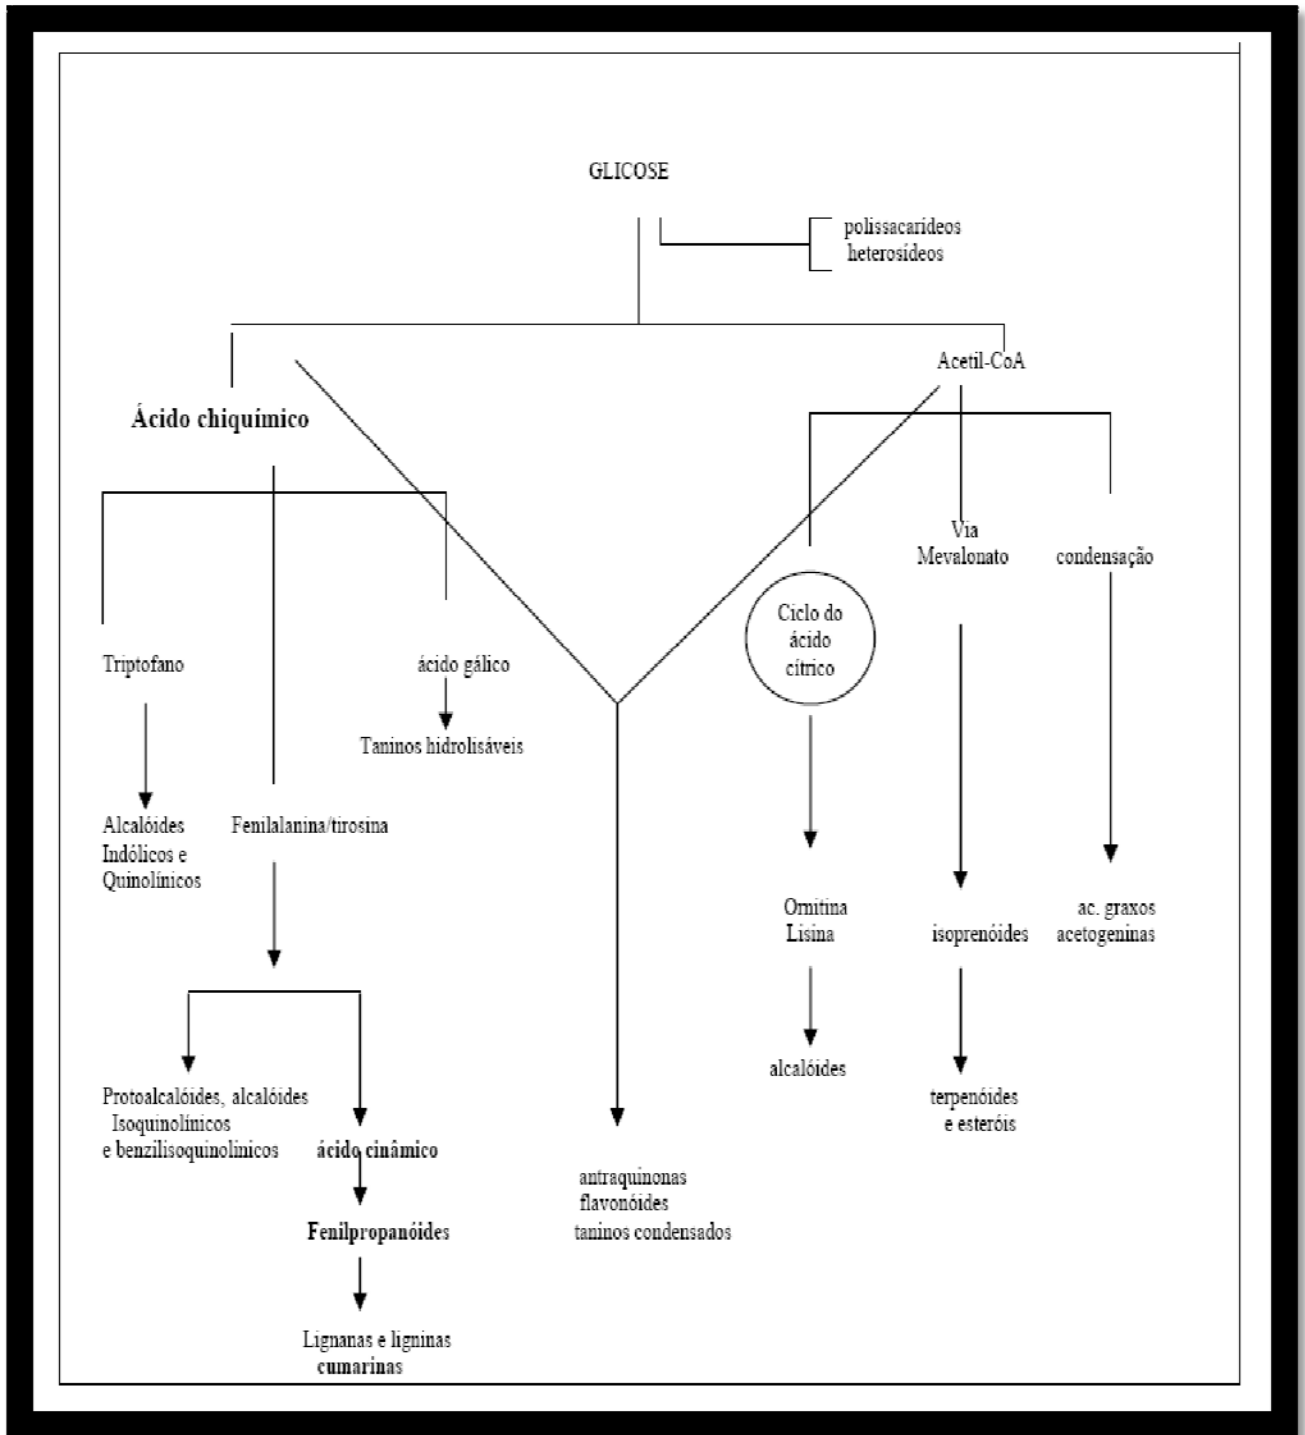 GLICOSE
polissacarídeos
heterosídeos
Acetil-CoA
Ácido chiquímico
Via
Mevalonato
condensação
Ciclo do
ácido
cítrico
Triptofano
ácido gálico
Taninos hidrolisáveis
Alcalóides
Indólicos e
Quinolínicos
Fenilalanina/tirosina
Ornitina
Lisina
isoprenóides
ac. graxos
acetogeninas
alcalóides
terpenóides
e esteróis
Protoalcalóides, alcalóides
Isoquinolínicos
e benzilisoquinolinicos
ácido cinâmico
antraquinonas
flavonóides
taninos condensados
Fenilpropanóides
Lignanas e ligninas
cumarinas